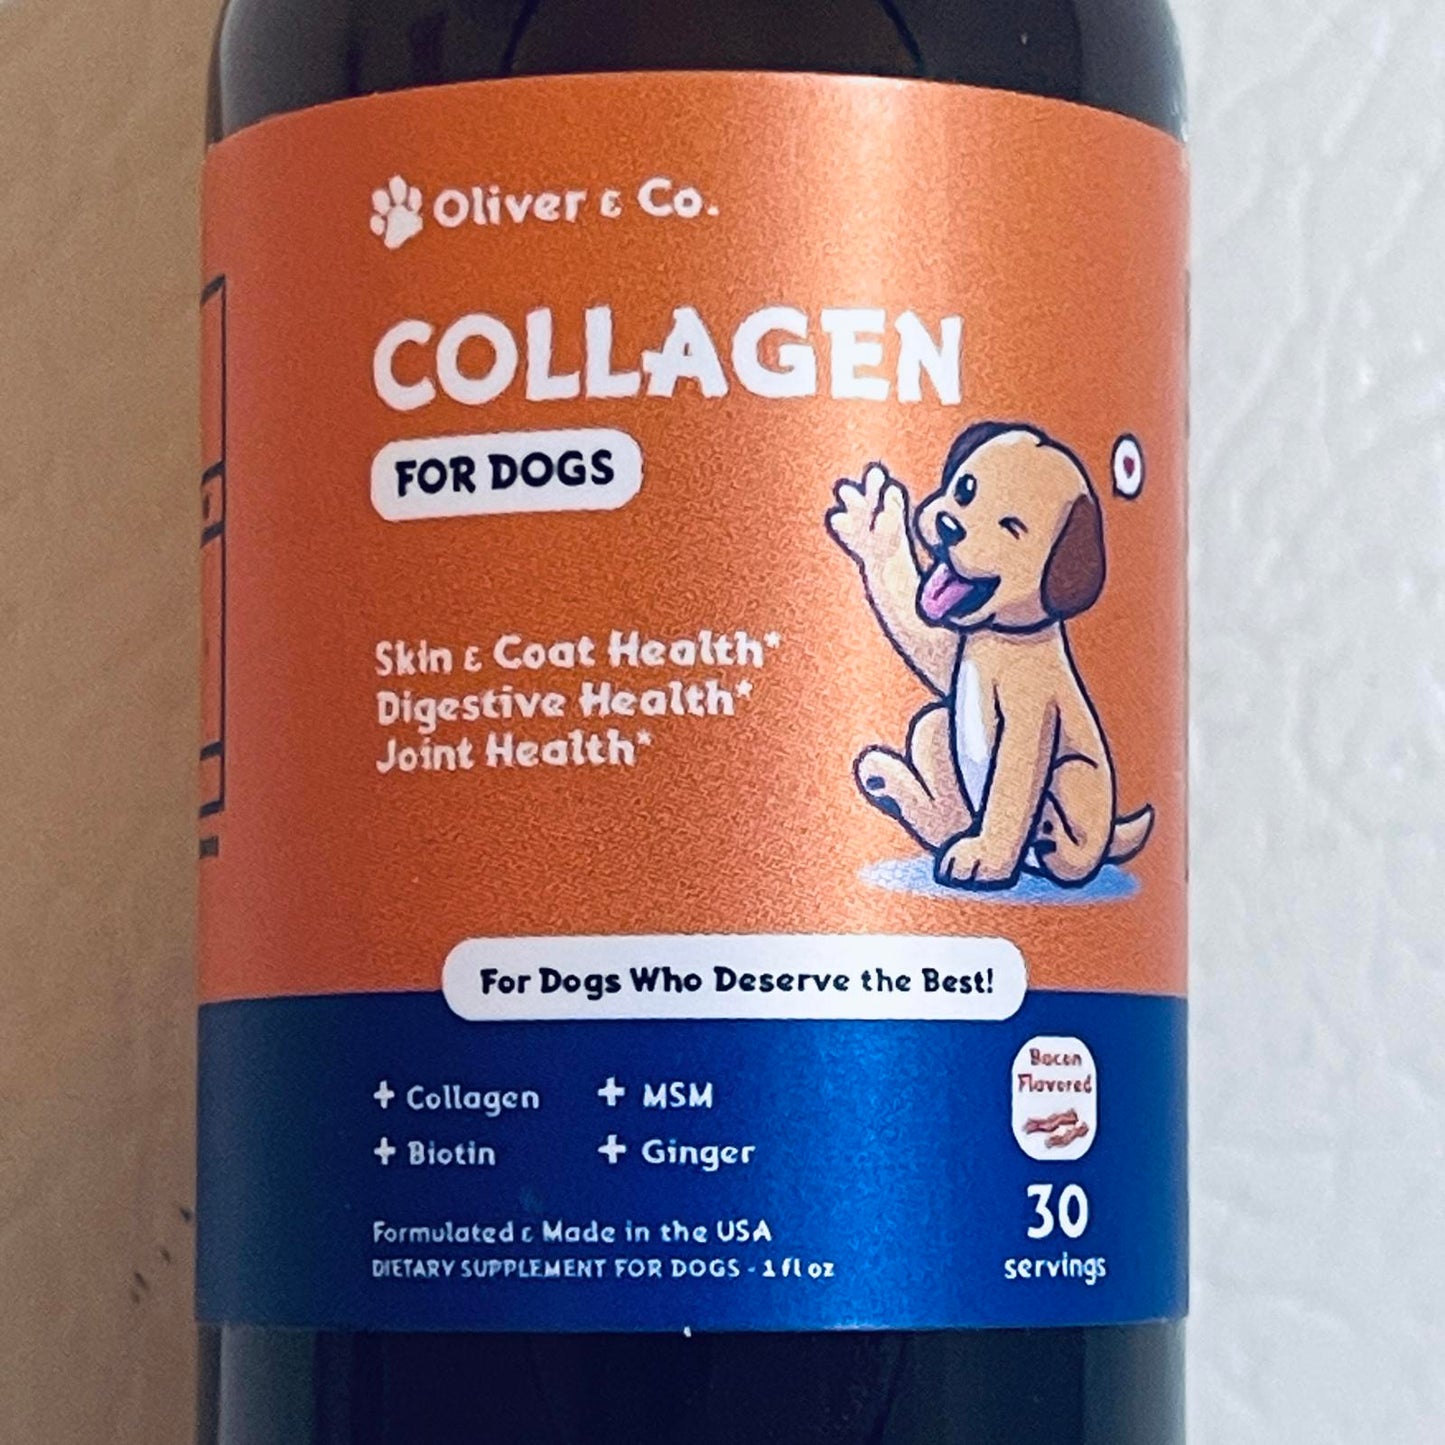 Oliver & Co.
COLLAGEN
FOR DOGS
Skin & Coat Health*
Digestive Health*
Joint Health*
For Dogs Who Deserve the Best!
+ Collagen + MSM
+ Biotin + Ginger
Bacon
Flavored
Formulated & Made in the USA
DIETARY SUPPLEMENT FOR DOGS - 1 fl oz
30
servings